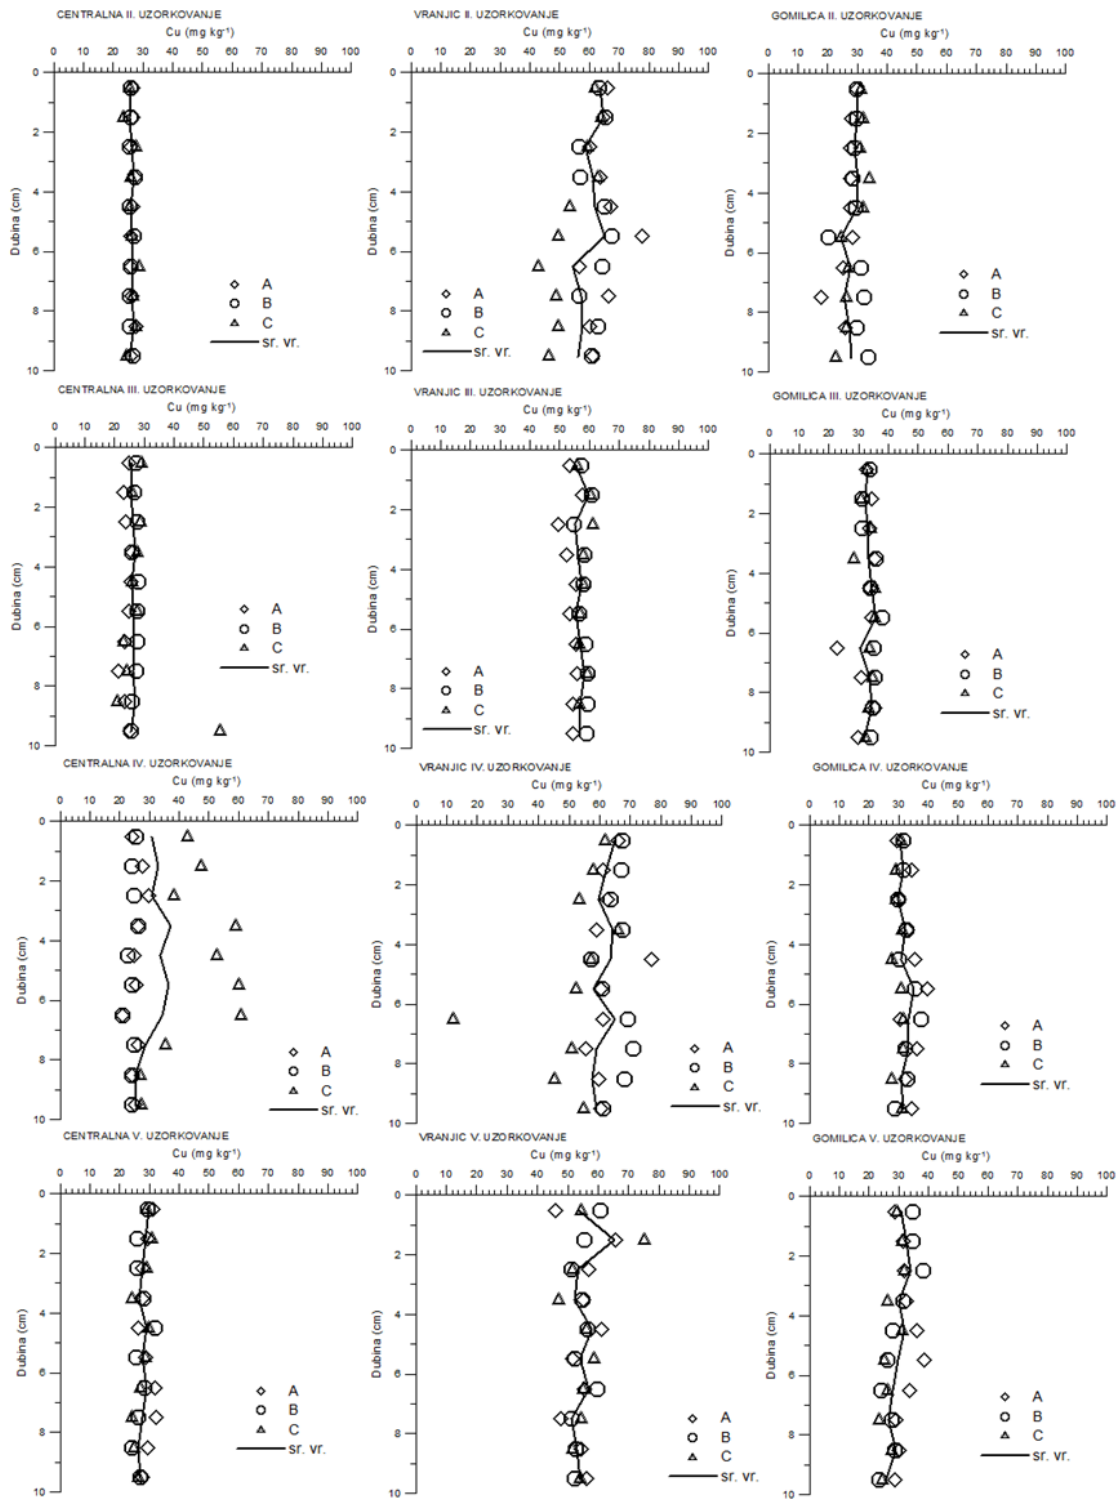 CENTRALNA II. UZORKOVANJE
Cu (mg kg⁻¹)
0 10 20 30 40 50 60 70 80 90 100
Dubina (cm)
0
2
4
6
8
10
A
B
C
sr. vr.
VRANJIC II. UZORKOVANJE
Cu (mg kg⁻¹)
0 10 20 30 40 50 60 70 80 90 100
Dubina (cm)
0
2
4
6
8
10
A
B
C
sr. vr.
GOMILICA II. UZORKOVANJE
Cu (mg kg⁻¹)
0 10 20 30 40 50 60 70 80 90 100
Dubina (cm)
0
2
4
6
8
10
A
B
C
sr. vr.
CENTRALNA III. UZORKOVANJE
Cu (mg kg⁻¹)
0 10 20 30 40 50 60 70 80 90 100
Dubina (cm)
0
2
4
6
8
10
A
B
C
sr. vr.
VRANJIC III. UZORKOVANJE
Cu (mg kg⁻¹)
0 10 20 30 40 50 60 70 80 90 100
Dubina (cm)
0
2
4
6
8
10
A
B
C
sr. vr.
GOMILICA III. UZORKOVANJE
Cu (mg kg⁻¹)
0 10 20 30 40 50 60 70 80 90 100
Dubina (cm)
0
2
4
6
8
10
A
B
C
sr. vr.
CENTRALNA IV. UZORKOVANJE
Cu (mg kg⁻¹)
0 10 20 30 40 50 60 70 80 90 100
Dubina (cm)
0
2
4
6
8
10
A
B
C
sr. vr.
VRANJIC IV. UZORKOVANJE
Cu (mg kg⁻¹)
0 10 20 30 40 50 60 70 80 90 100
Dubina (cm)
0
2
4
6
8
10
A
B
C
sr. vr.
GOMILICA IV. UZORKOVANJE
Cu (mg kg⁻¹)
0 10 20 30 40 50 60 70 80 90 100
Dubina (cm)
0
2
4
6
8
10
A
B
C
sr. vr.
CENTRALNA V. UZORKOVANJE
Cu (mg kg⁻¹)
0 10 20 30 40 50 60 70 80 90 100
Dubina (cm)
0
2
4
6
8
10
A
B
C
sr. vr.
VRANJIC V. UZORKOVANJE
Cu (mg kg⁻¹)
0 10 20 30 40 50 60 70 80 90 100
Dubina (cm)
0
2
4
6
8
10
A
B
C
sr. vr.
GOMILICA V. UZORKOVANJE
Cu (mg kg⁻¹)
0 10 20 30 40 50 60 70 80 90 100
Dubina (cm)
0
2
4
6
8
10
A
B
C
sr. vr.